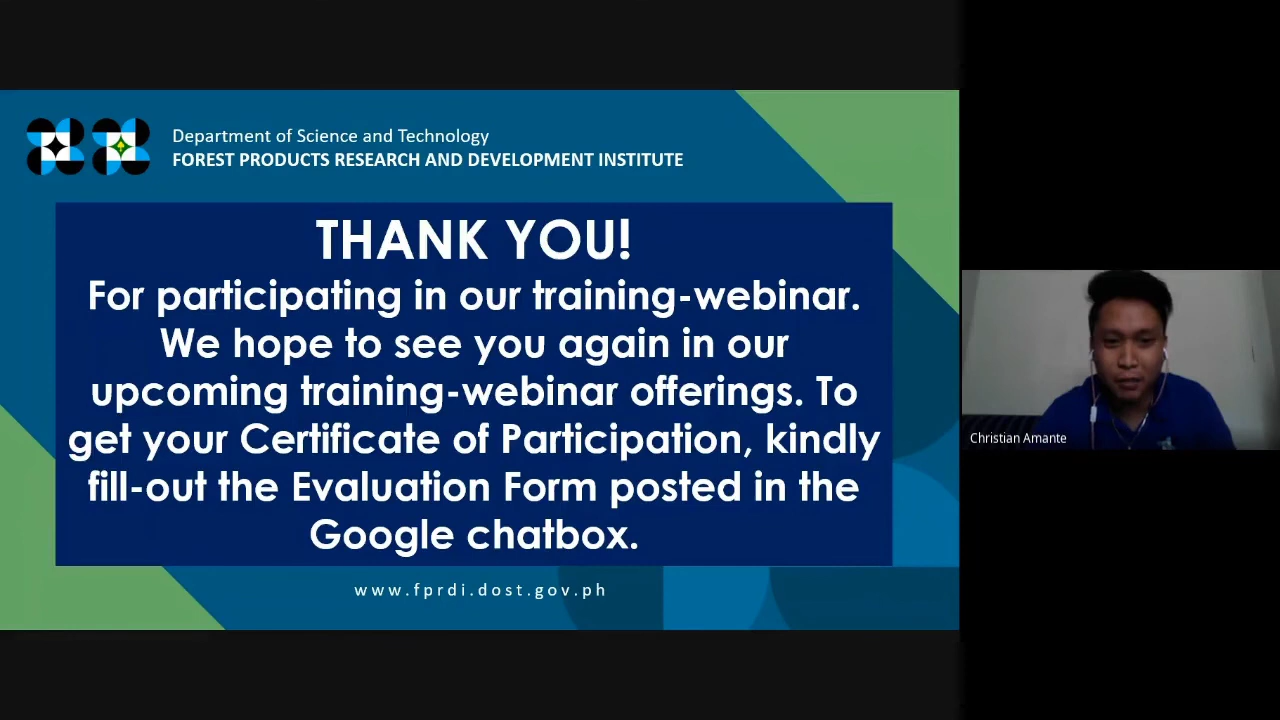 Department of Science and Technology
FOREST PRODUCTS RESEARCH AND DEVELOPMENT INSTITUTE
THANK YOU!
For participating in our training-webinar.
We hope to see you again in our
upcoming training-webinar offerings. To
get your Certificate of Participation, kindly
fill-out the Evaluation Form posted in the
Google chatbox.
www.fprdi.dost.gov.ph
Christian Amante